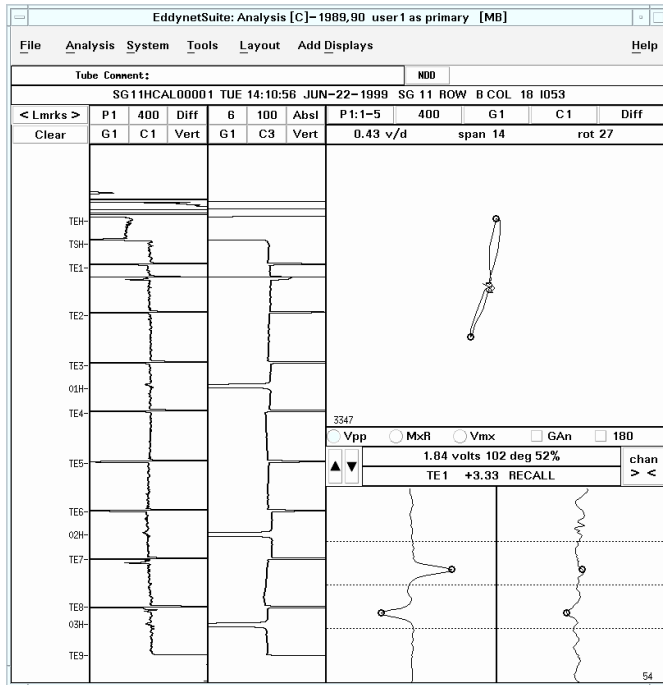 EddynetSuite: Analysis [C]-1989,90 user1 as primary [MB]
File Analysis System Tools Layout Add Displays Help
Tube Comment: NDD
SG11HCAL00001 TUE 14:10:56 JUN-22-1999 SG 11 ROW B COL 18 I053
< Lmrks > P1 400 Diff 6 100 Absl P1:1-5 400 G1 C1 Diff
Clear G1 C1 Vert G1 C3 Vert 0.43 v/d span 14 rot 27
TEH-
TSH-
TE1-
TE2-
TE3-
01H-
TE4-
TE5-
TE6-
02H-
TE7-
TE8-
03H-
TE9-
3347
Vpp MxR Vmx GAn 180
1.84 volts 102 deg 52% chan
TE1 +3.33 RECALL > <
54